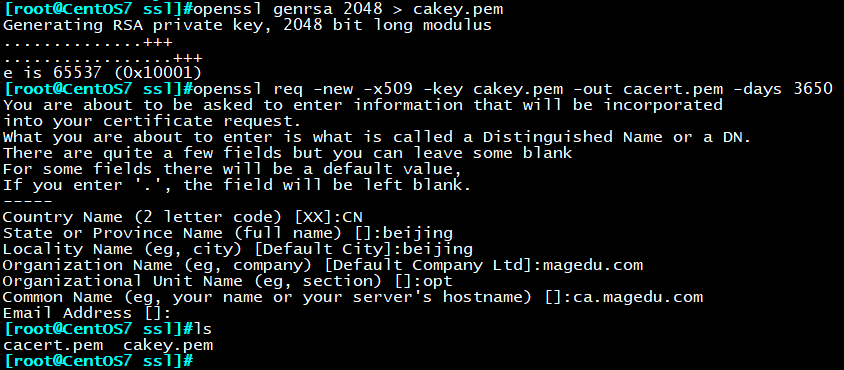 [root@CentOS7 ssl]#openssl genrsa 2048 > cakey.pem
Generating RSA private key, 2048 bit long modulus
..............+++
.................+++
e is 65537 (0x10001)
[root@CentOS7 ssl]#openssl req -new -x509 -key cakey.pem -out cacert.pem -days 3650
You are about to be asked to enter information that will be incorporated
into your certificate request.
What you are about to enter is what is called a Distinguished Name or a DN.
There are quite a few fields but you can leave some blank
For some fields there will be a default value,
If you enter '.', the field will be left blank.
-----
Country Name (2 letter code) [XX]:CN
State or Province Name (full name) []:beijing
Locality Name (eg, city) [Default City]:beijing
Organization Name (eg, company) [Default Company Ltd]:magedu.com
Organizational Unit Name (eg, section) []:opt
Common Name (eg, your name or your server's hostname) []:ca.magedu.com
Email Address []:
[root@CentOS7 ssl]#ls
cacert.pem  cakey.pem
[root@CentOS7 ssl]#